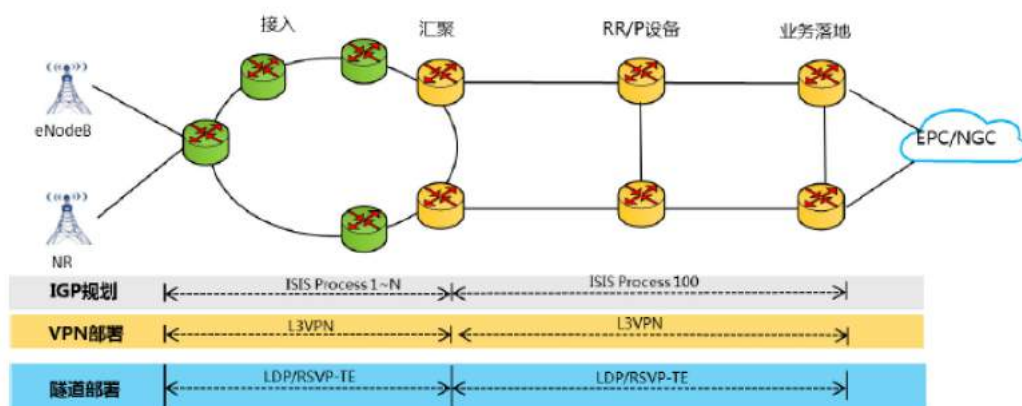 接入
汇聚
RR/P设备
业务落地
eNodeB
EPC/NGC
NR
IGP规划
ISIS Process 1~N
ISIS Process 100
VPN部署
L3VPN
L3VPN
隧道部署
LDP/RSVP-TE
LDP/RSVP-TE